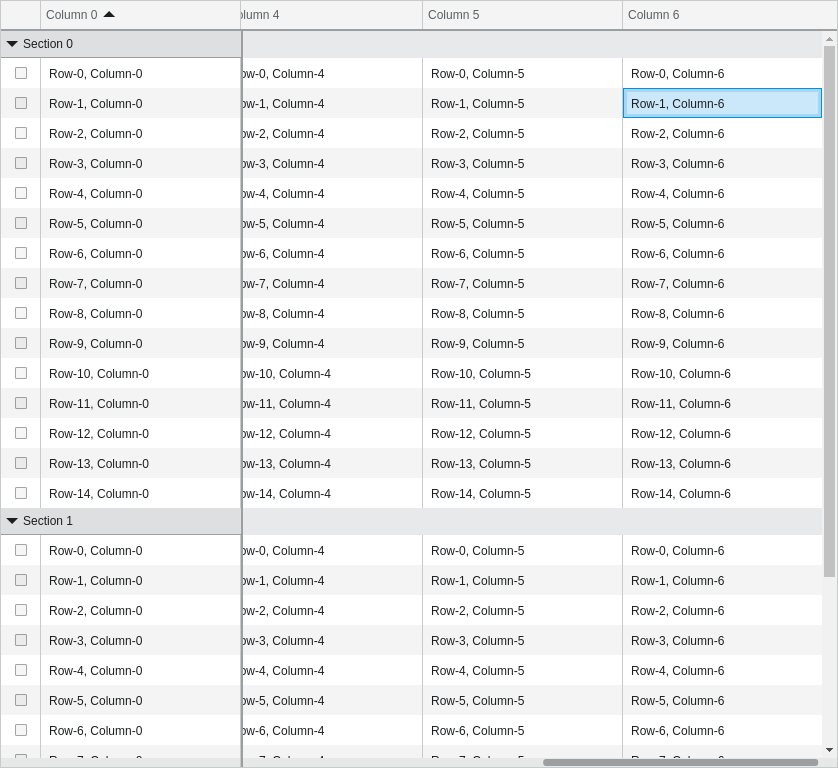 Column 0 olumn 4 Column 5 Column 6
Section 0
Row-0, Column-0 ow-0, Column-4 Row-0, Column-5 Row-0, Column-6
Row-1, Column-0 ow-1, Column-4 Row-1, Column-5 Row-1, Column-6
Row-2, Column-0 ow-2, Column-4 Row-2, Column-5 Row-2, Column-6
Row-3, Column-0 ow-3, Column-4 Row-3, Column-5 Row-3, Column-6
Row-4, Column-0 ow-4, Column-4 Row-4, Column-5 Row-4, Column-6
Row-5, Column-0 ow-5, Column-4 Row-5, Column-5 Row-5, Column-6
Row-6, Column-0 ow-6, Column-4 Row-6, Column-5 Row-6, Column-6
Row-7, Column-0 ow-7, Column-4 Row-7, Column-5 Row-7, Column-6
Row-8, Column-0 ow-8, Column-4 Row-8, Column-5 Row-8, Column-6
Row-9, Column-0 ow-9, Column-4 Row-9, Column-5 Row-9, Column-6
Row-10, Column-0 ow-10, Column-4 Row-10, Column-5 Row-10, Column-6
Row-11, Column-0 ow-11, Column-4 Row-11, Column-5 Row-11, Column-6
Row-12, Column-0 ow-12, Column-4 Row-12, Column-5 Row-12, Column-6
Row-13, Column-0 ow-13, Column-4 Row-13, Column-5 Row-13, Column-6
Row-14, Column-0 ow-14, Column-4 Row-14, Column-5 Row-14, Column-6
Section 1
Row-0, Column-0 ow-0, Column-4 Row-0, Column-5 Row-0, Column-6
Row-1, Column-0 ow-1, Column-4 Row-1, Column-5 Row-1, Column-6
Row-2, Column-0 ow-2, Column-4 Row-2, Column-5 Row-2, Column-6
Row-3, Column-0 ow-3, Column-4 Row-3, Column-5 Row-3, Column-6
Row-4, Column-0 ow-4, Column-4 Row-4, Column-5 Row-4, Column-6
Row-5, Column-0 ow-5, Column-4 Row-5, Column-5 Row-5, Column-6
Row-6, Column-0 ow-6, Column-4 Row-6, Column-5 Row-6, Column-6